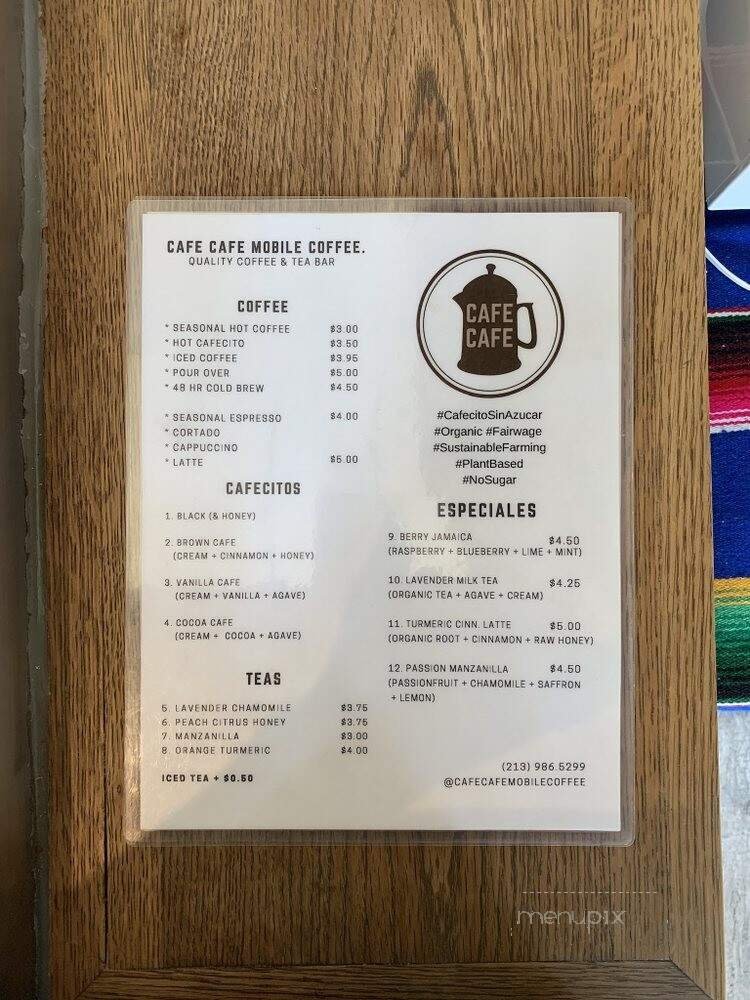 CAFE CAFE MOBILE COFFEE.
QUALITY COFFEE & TEA BAR
COFFEE
* SEASONAL HOT COFFEE $3.00
* HOT CAFECITO $3.50
* ICED COFFEE $3.95
* POUR OVER $5.00
* 48 HR COLD BREW $4.50
* SEASONAL ESPRESSO $4.00
* CORTADO
* CAPPUCCINO
* LATTE $5.00
CAFECITOS
1. BLACK (& HONEY)
2. BROWN CAFE
(CREAM + CINNAMON + HONEY)
3. VANILLA CAFE
(CREAM + VANILLA + AGAVE)
4. COCOA CAFE
(CREAM + COCOA + AGAVE)
TEAS
5. LAVENDER CHAMOMILE $3.75
6. PEACH CITRUS HONEY $3.75
7. MANZANILLA $3.00
8. ORANGE TURMERIC $4.00
ICED TEA + $0.50
CAFE
CAFE
#CafecitoSinAzucar
#Organic #Fairwage
#SustainableFarming
#PlantBased
#NoSugar
ESPECIALES
9. BERRY JAMAICA $4.50
(RASPBERRY + BLUEBERRY + LIME + MINT)
10. LAVENDER MILK TEA $4.25
(ORGANIC TEA + AGAVE + CREAM)
11. TURMERIC CINN. LATTE $5.00
(ORGANIC ROOT + CINNAMON + RAW HONEY)
12. PASSION MANZANILLA $4.50
(PASSIONFRUIT + CHAMOMILE + SAFFRON
+ LEMON)
(213) 986.5299
@CAFECAFEMOBILECOFFEE
menupix